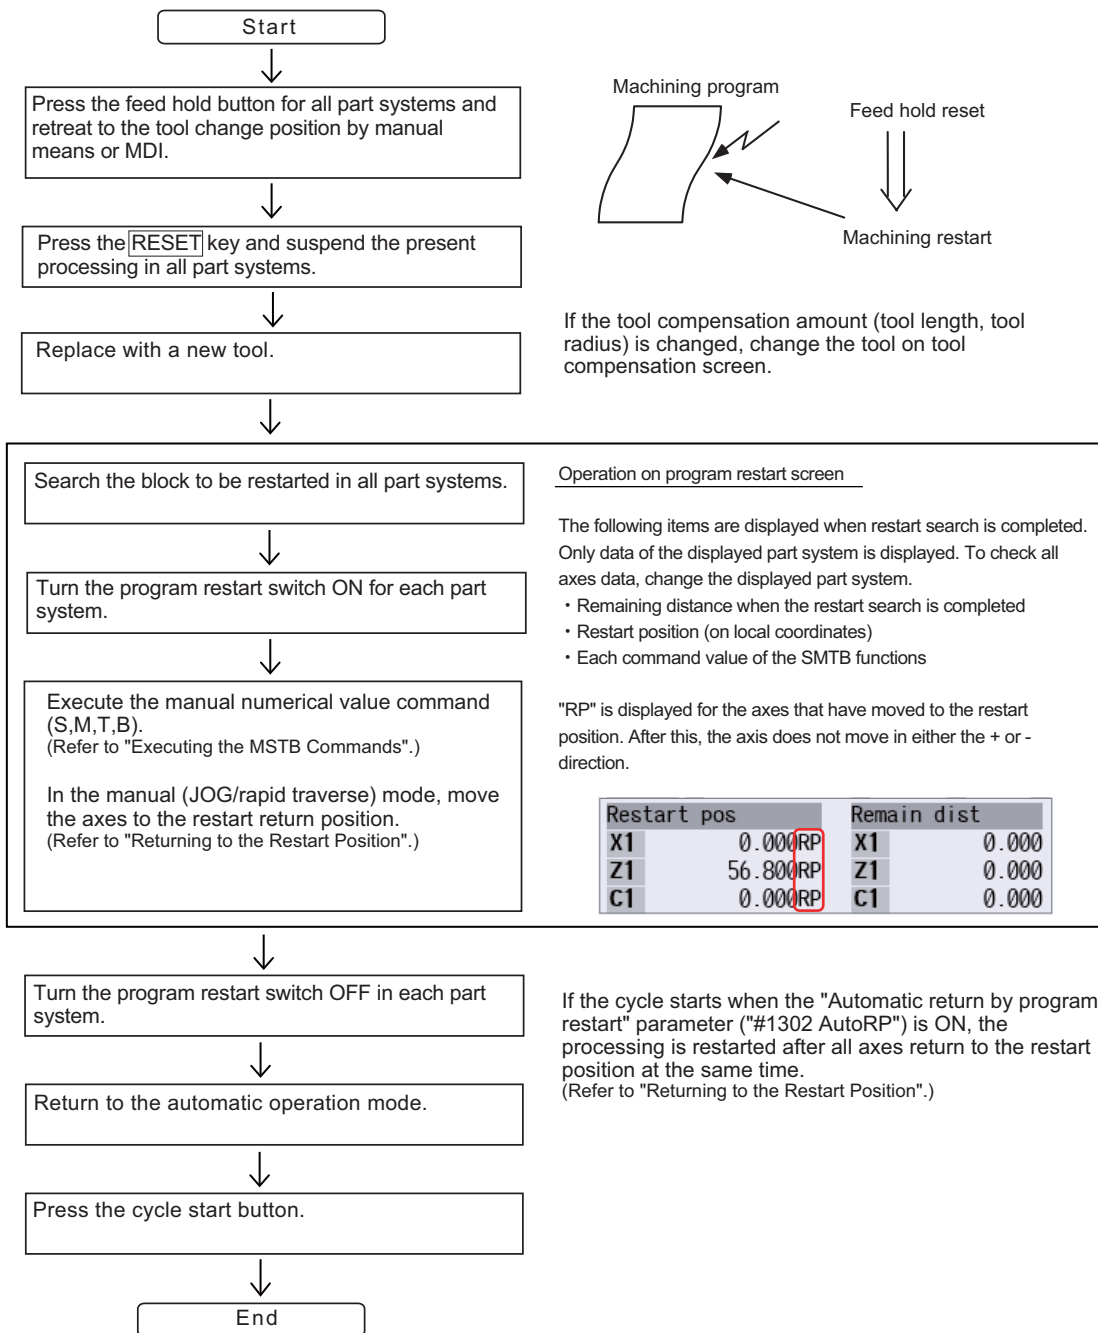 Start
Press the feed hold button for all part systems and
retreat to the tool change position by manual
means or MDI.
Machining program
Feed hold reset
Machining restart
Press the RESET key and suspend the present
processing in all part systems.
Replace with a new tool.
If the tool compensation amount (tool length, tool
radius) is changed, change the tool on tool
compensation screen.
Search the block to be restarted in all part systems.
Turn the program restart switch ON for each part
system.
Execute the manual numerical value command
(S,M,T,B).
(Refer to "Executing the MSTB Commands".)
In the manual (JOG/rapid traverse) mode, move
the axes to the restart return position.
(Refer to "Returning to the Restart Position".)
Operation on program restart screen
The following items are displayed when restart search is completed.
Only data of the displayed part system is displayed. To check all
axes data, change the displayed part system.
・Remaining distance when the restart search is completed
・Restart position (on local coordinates)
・Each command value of the SMTB functions
"RP" is displayed for the axes that have moved to the restart
position. After this, the axis does not move in either the + or -
direction.
Restart pos Remain dist
X1 0.000RP X1 0.000
Z1 56.800RP Z1 0.000
C1 0.000RP C1 0.000
Turn the program restart switch OFF in each part
system.
If the cycle starts when the "Automatic return by program
restart" parameter ("#1302 AutoRP") is ON, the
processing is restarted after all axes return to the restart
position at the same time.
(Refer to "Returning to the Restart Position".)
Return to the automatic operation mode.
Press the cycle start button.
End